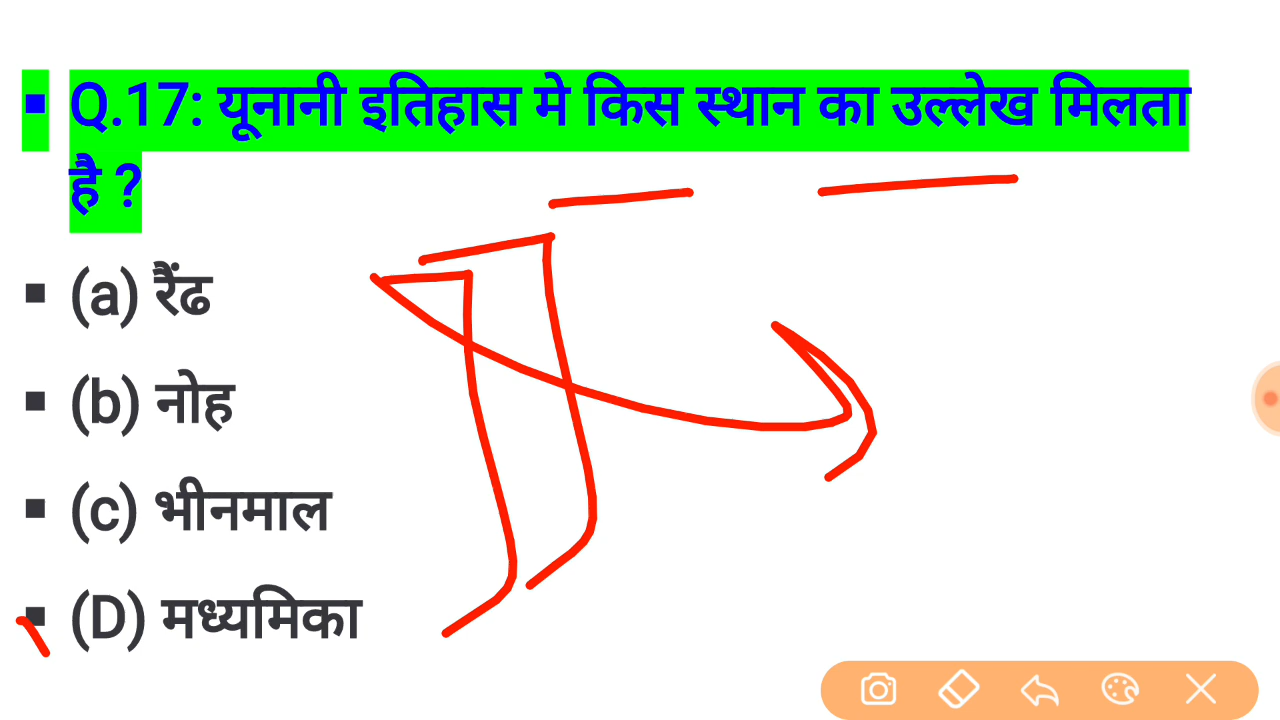 Q.17: यूनानी इतिहास मे किस स्थान का उल्लेख मिलता
है ?
(a) रैंढ
(b) नोह
(c) भीनमाल
(D) मध्यमिका